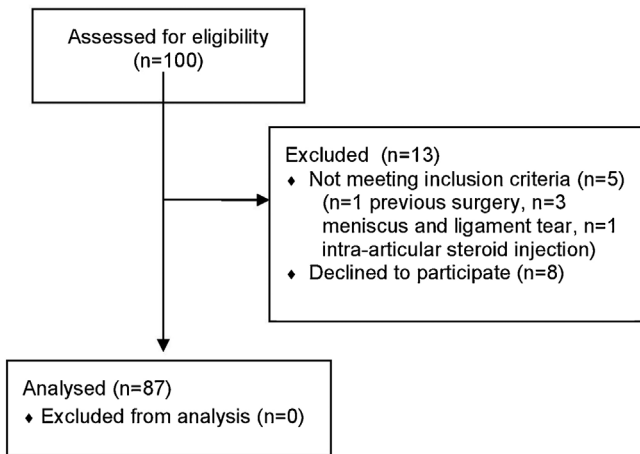 Assessed for eligibility
(n=100)
Excluded (n=13)
♦ Not meeting inclusion criteria (n=5)
(n=1 previous surgery, n=3
meniscus and ligament tear, n=1
intra-articular steroid injection)
♦ Declined to participate (n=8)
Analysed (n=87)
♦ Excluded from analysis (n=0)